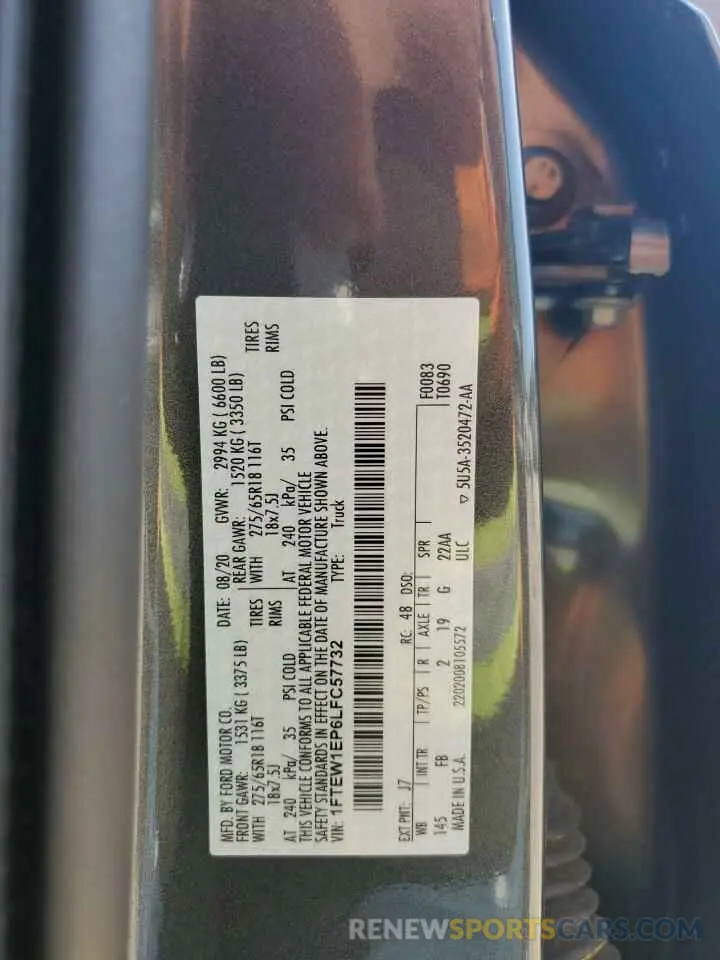 MFD. BY FORD MOTOR CO.
DATE: 08/20 GVWR: 2994 KG ( 6600 LB)
FRONT GAWR: 1531 KG ( 3375 LB)
REAR GAWR: 1520 KG ( 3350 LB)
WITH 275/65R18 116T TIRES
WITH 275/65R18 116T TIRES
18x7.5J RIMS
18x7.5J RIMS
AT 240 kPa/ 35 PSI COLD
AT 240 kPa/ 35 PSI COLD
THIS VEHICLE CONFORMS TO ALL APPLICABLE FEDERAL MOTOR VEHICLE
SAFETY STANDARDS IN EFFECT ON THE DATE OF MANUFACTURE SHOWN ABOVE.
VIN: 1FTEW1EP6LFC57732 TYPE: Truck
EXT PNT: J7 RC: 48 DSO: F0083
WB INT TR TP/PS R AXLE TR SPR T0690
145 FB 2 19 G 22AA
MADE IN U.S.A. 2202008105572 ULC ▽ 5U5A-3520472-AA
RENEWSPORTSCARS.COM